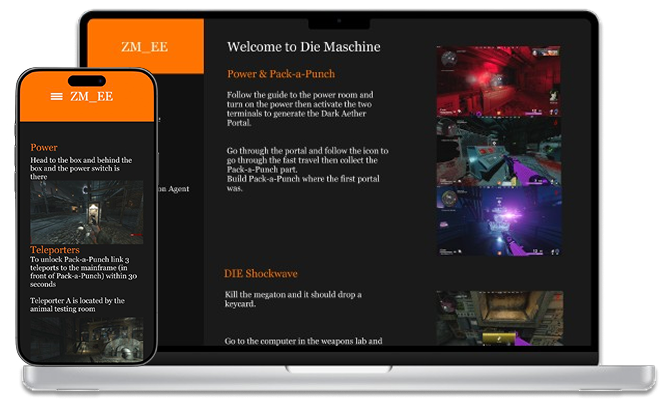 ZM_EE
Welcome to Die Maschine
Power & Pack-a-Punch
Follow the guide to the power room and
turn on the power then activate the two
terminals to generate the Dark Aether
Portal.
Go through the portal and follow the icon to
go through the fast travel then collect the
Pack-a-Punch part.
Build Pack-a-Punch where the first portal
was.
DIE Shockwave
Kill the megaton and it should drop a
keycard.
Go to the computer in the weapons lab and
on Agent
ZM_EE
Power
Head to the box and behind the
box and the power switch is
there
Teleporters
To unlock Pack-a-Punch link 3
teleports to the mainframe (in
front of Pack-a-Punch) within 30
seconds
Teleporter A is located by the
animal testing room